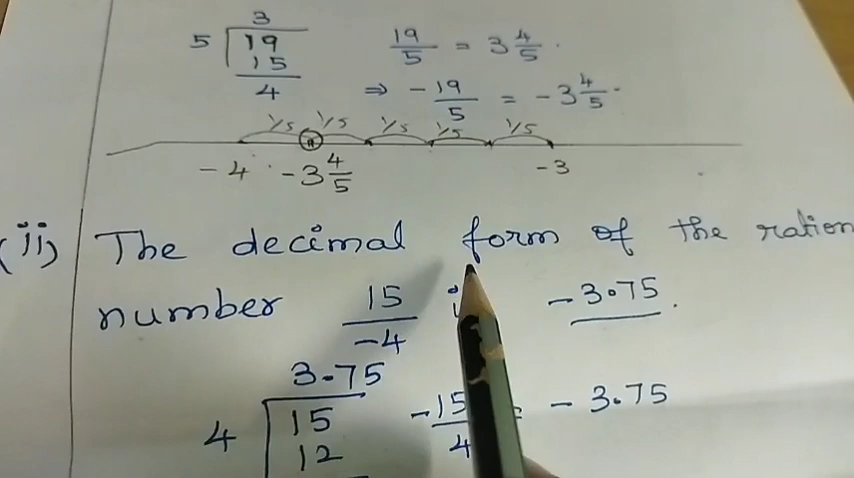 3
5 19 19/5 = 3 4/5.
15
4 ⇒ -19/5 = -3 4/5.
1/5 1/5 1/5 1/5 1/5
-4 -3 4/5 -3
(ii) The decimal form of the
number 15/-4 -3.75.
3.75
4 15 -15/4 = -3.75
12